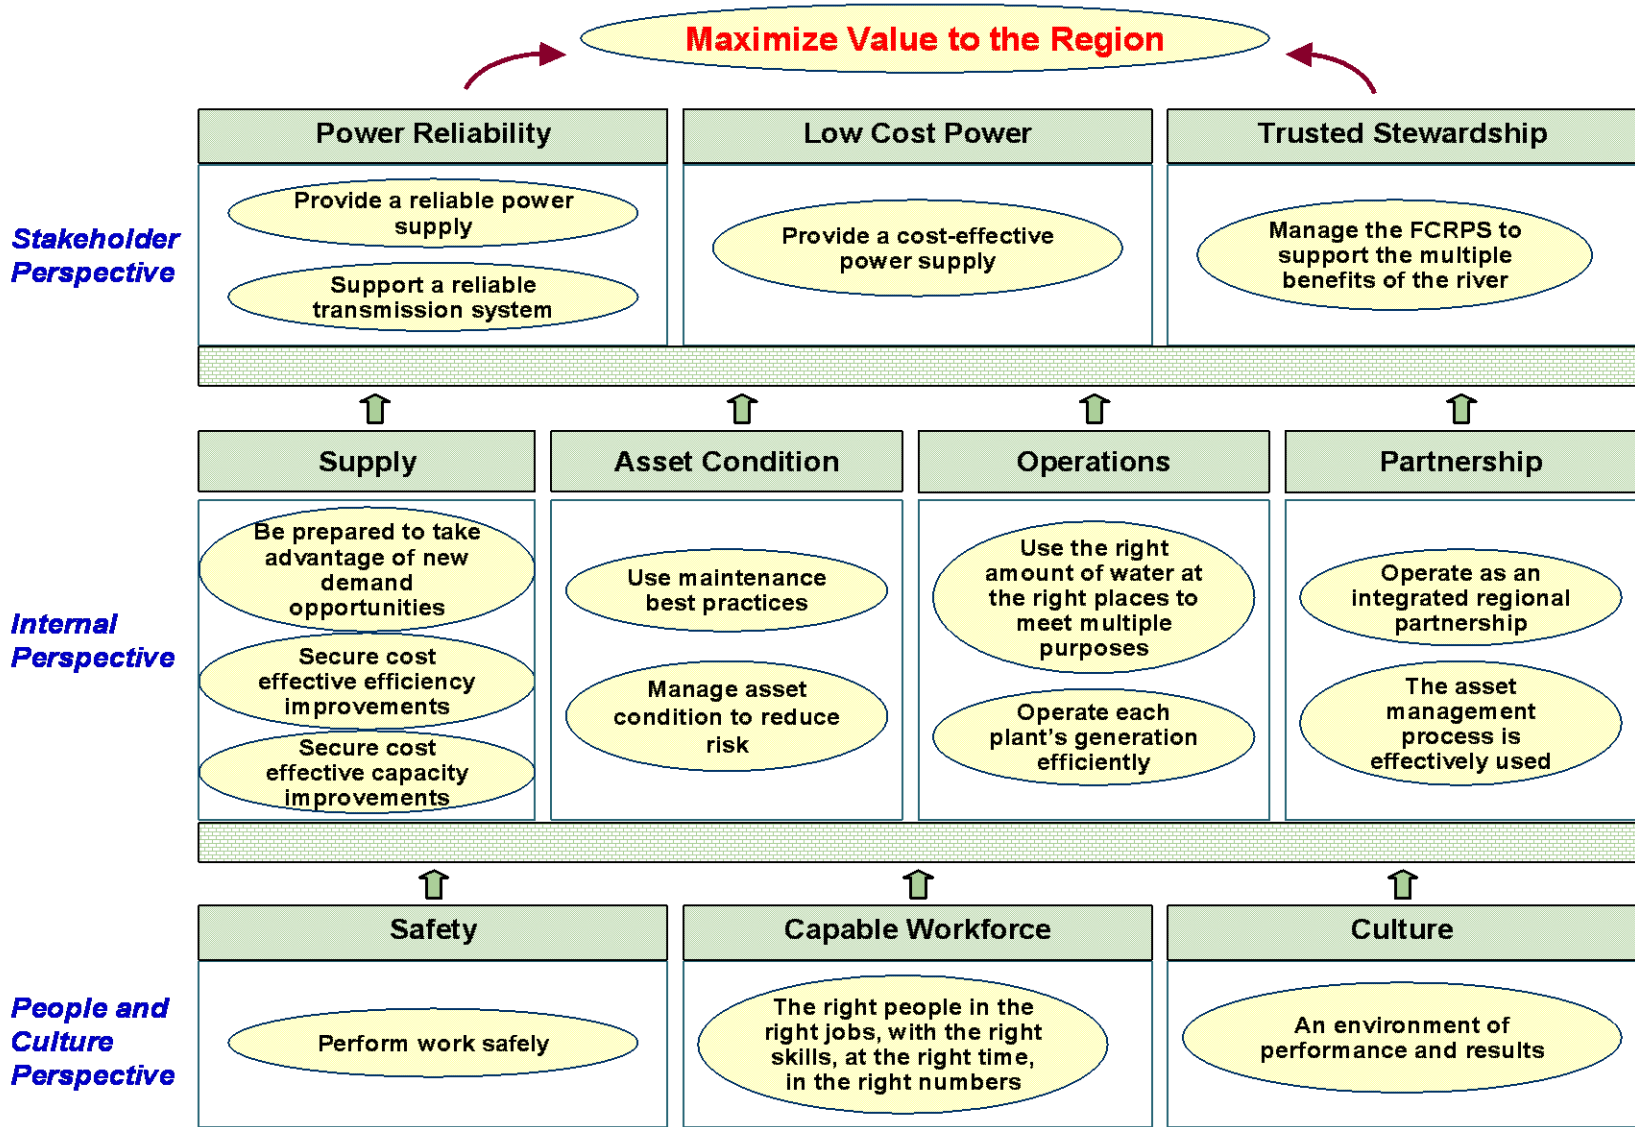 Maximize Value to the Region
Power Reliability
Low Cost Power
Trusted Stewardship
Stakeholder
Perspective
Provide a reliable power
supply
Support a reliable
transmission system
Provide a cost-effective
power supply
Manage the FCRPS to
support the multiple
benefits of the river
Supply
Asset Condition
Operations
Partnership
Internal
Perspective
Be prepared to take
advantage of new
demand
opportunities
Secure cost
effective efficiency
improvements
Secure cost
effective capacity
improvements
Use maintenance
best practices
Manage asset
condition to reduce
risk
Use the right
amount of water at
the right places to
meet multiple
purposes
Operate each
plant's generation
efficiently
Operate as an
integrated regional
partnership
The asset
management
process is
effectively used
Safety
Capable Workforce
Culture
People and
Culture
Perspective
Perform work safely
The right people in the
right jobs, with the right
skills, at the right time,
in the right numbers
An environment of
performance and results